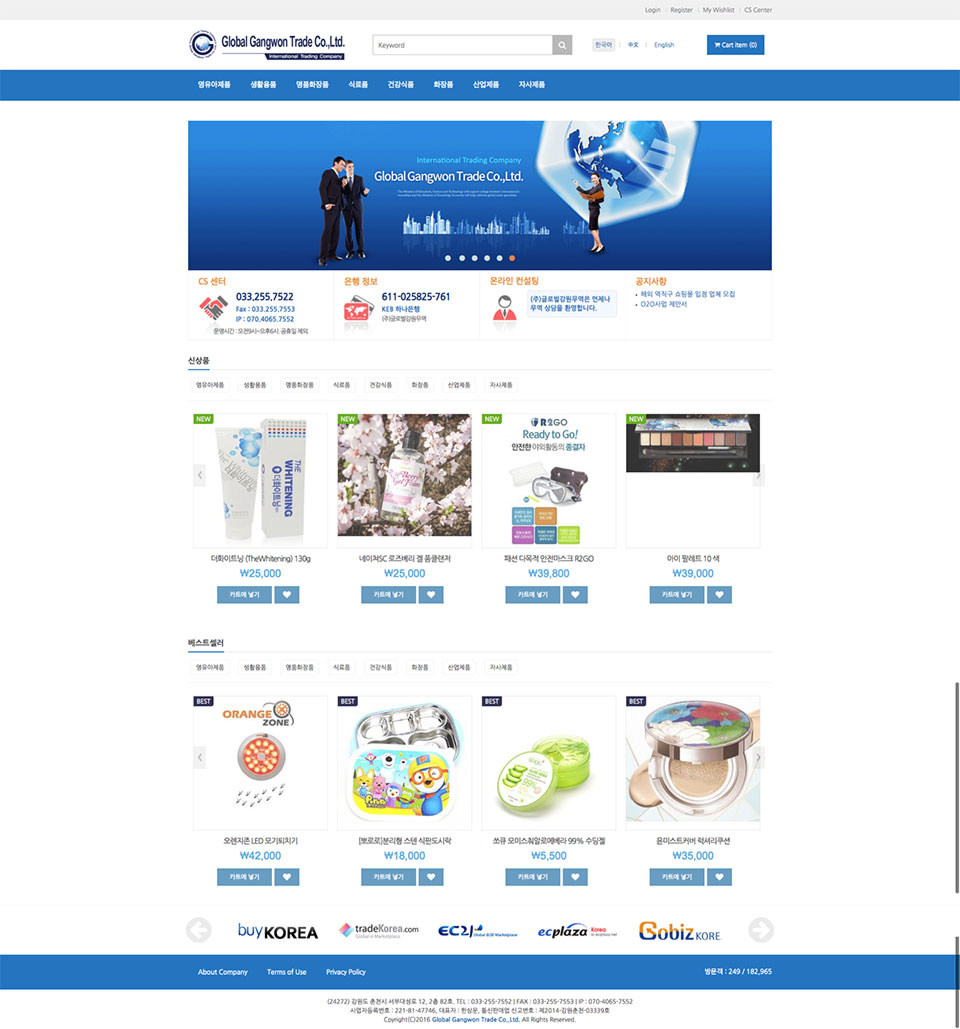 Login
Register
My Wishlist
CS Center
Global Gangwon Trade Co.,Ltd.
International Trading Company
Keyword
한국어
中文
English
Cart item (0)
영유아제품
생활용품
명품화장품
식료품
건강식품
화장품
산업제품
자사제품
International Trading Company
Global Gangwon Trade Co.,Ltd.
CS 센터
033.255.7522
Fax : 033.255.7553
IP : 070.4065.7552
운영시간 : 오전9시~오후6시, 공휴일 제외.
은행 정보
611-025825-761
KEB 하나은행
(주)글로벌강원무역
온라인 컨설팅
(주)글로벌강원무역은 언제나
무역 상담을 환영합니다.
공지사항
• 해외 역직구 쇼핑몰 입점 업체 모집
• O2O사업 제안서
신상품
영유아제품
생활용품
명품화장품
식료품
건강식품
화장품
산업제품
자사제품
NEW
THE WHITENING
더화이트닝
NEW
NEW
R2GO
Ready to Go!
안전한 야외활동의 종결자
NEW
더화이트닝 (TheWhitening) 130g
네이쳐SC 로즈베리 겔 폼클랜저
패션 다목적 안전마스크 R2GO
아이 팔레트 10 색
₩25,000
₩25,000
₩39,800
₩39,000
카트에 넣기
카트에 넣기
카트에 넣기
카트에 넣기
베스트셀러
영유아제품
생활용품
명품화장품
식료품
건강식품
화장품
산업제품
자사제품
BEST
ORANGE
ZONE
BEST
BEST
BEST
오렌지존 LED 모기퇴치기
[뽀로로]분리형 스텐 식판도시락
쏘큐 모이스춰알로에베라 99% 수딩겔
윤미스트커버 럭셔리쿠션
₩42,000
₩18,000
₩5,500
₩35,000
카트에 넣기
카트에 넣기
카트에 넣기
카트에 넣기
buyKOREA
tradeKorea.com
Global e-Marketplace
EC21
Global B2B Marketplace
ecplaza Korea
kr.ecplaza.net
Gobiz KORE
About Company
Terms of Use
Privacy Policy
방문객 : 249 / 182,965
(24272) 강원도 춘천시 서부대성로 12, 2층 82호. TEL : 033-255-7552 | FAX : 033-255-7553 | IP : 070-4065-7552
사업자등록번호 : 221-81-47746, 대표자 : 한상운, 통신판매업 신고번호 : 제2014-강원춘천-03339호
Cyright(C)2016 Global Gangwon Trade Co.,Ltd. All Rights Reserved.